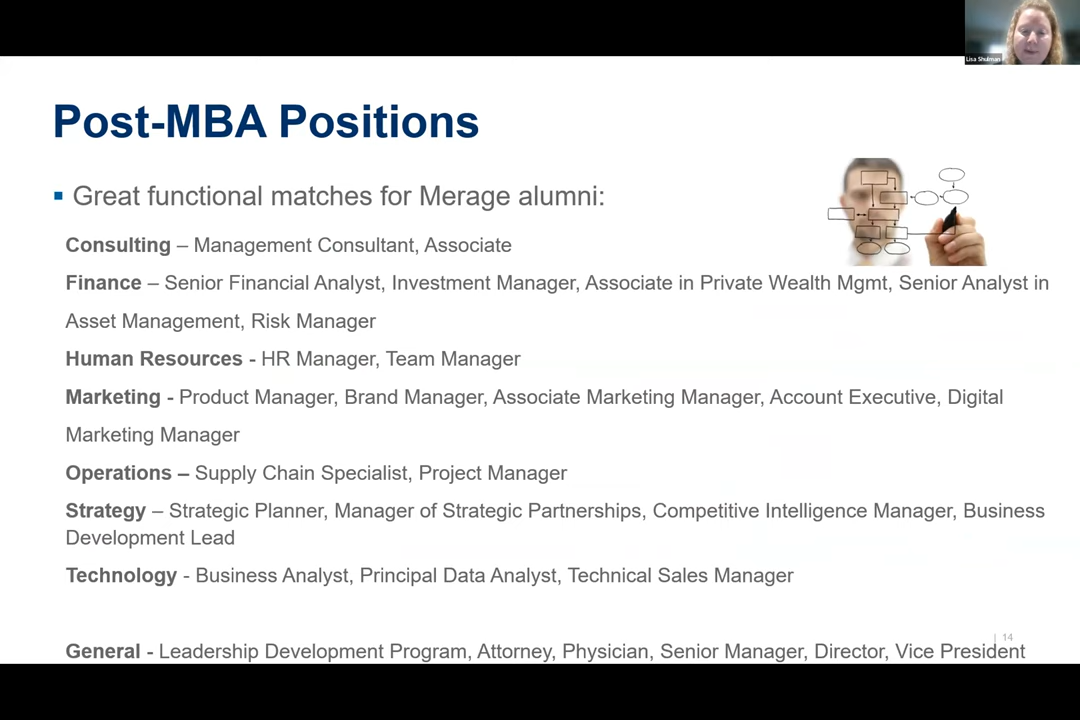 Lisa Shulman
Post-MBA Positions
▪ Great functional matches for Merage alumni:
Consulting – Management Consultant, Associate
Finance – Senior Financial Analyst, Investment Manager, Associate in Private Wealth Mgmt, Senior Analyst in
Asset Management, Risk Manager
Human Resources - HR Manager, Team Manager
Marketing - Product Manager, Brand Manager, Associate Marketing Manager, Account Executive, Digital
Marketing Manager
Operations – Supply Chain Specialist, Project Manager
Strategy – Strategic Planner, Manager of Strategic Partnerships, Competitive Intelligence Manager, Business
Development Lead
Technology - Business Analyst, Principal Data Analyst, Technical Sales Manager
| 14
General - Leadership Development Program, Attorney, Physician, Senior Manager, Director, Vice President